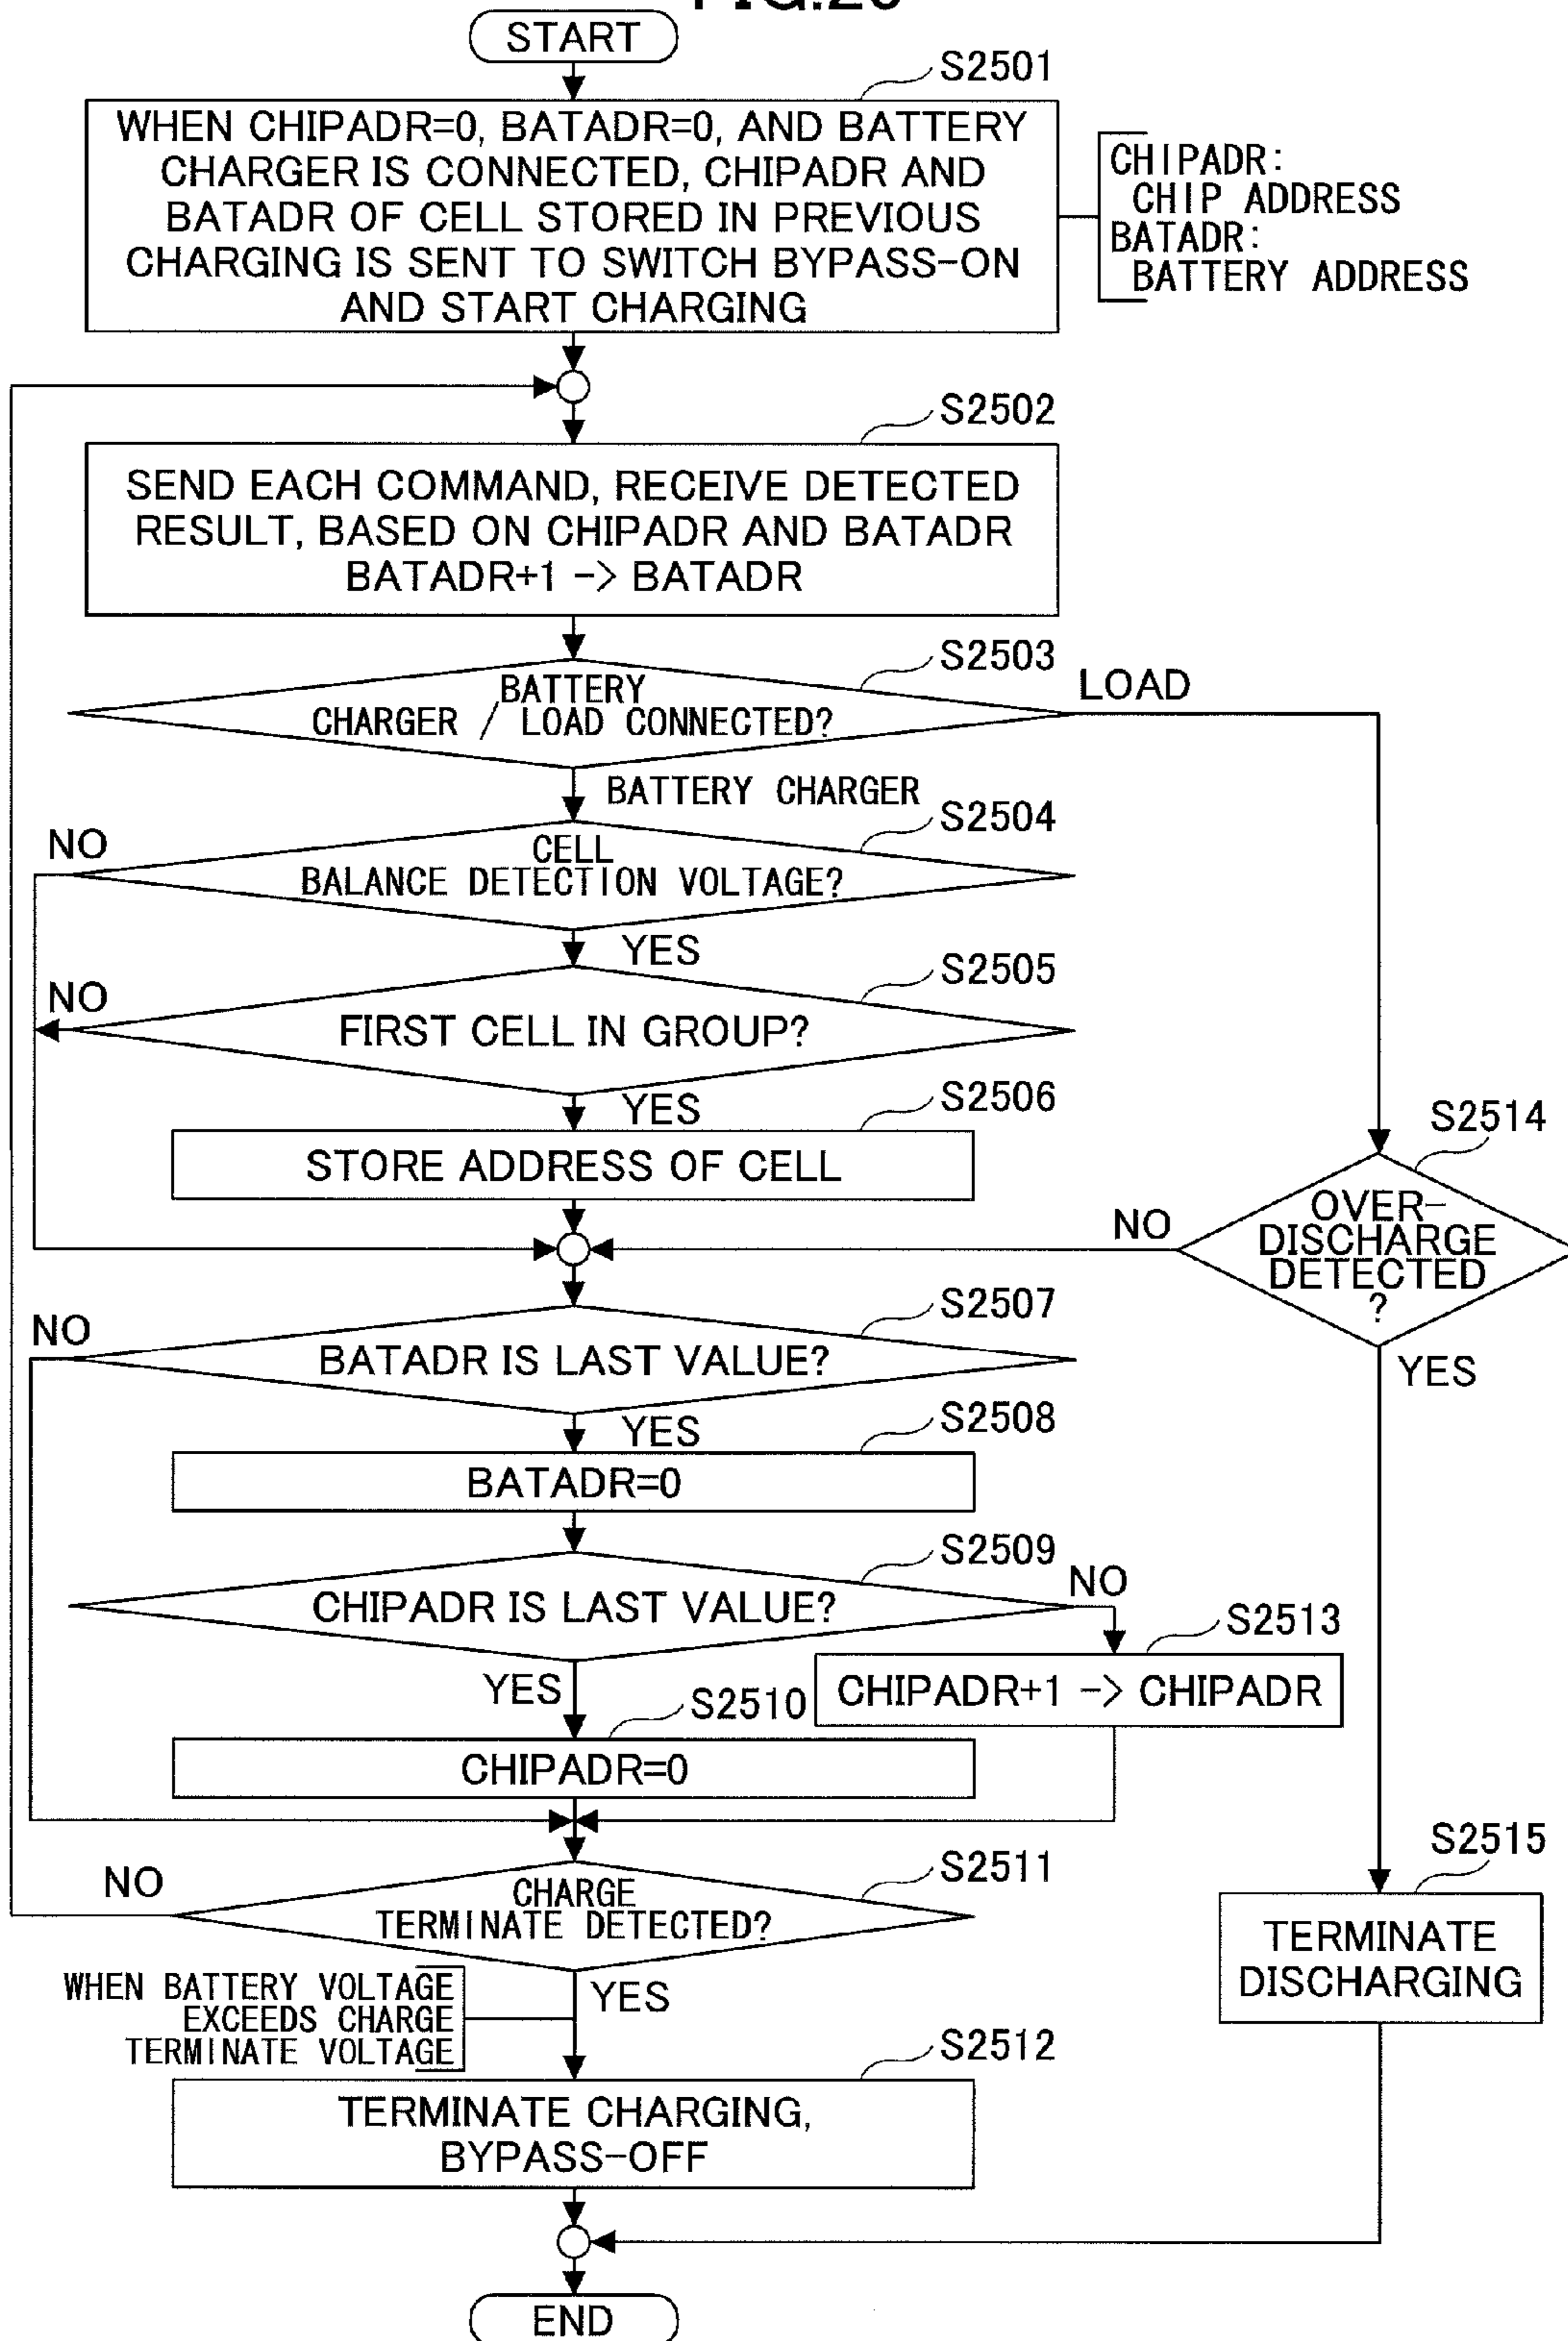 START
S2501
WHEN CHIPADR=0, BATADR=0, AND BATTERY
CHARGER IS CONNECTED, CHIPADR AND
BATADR OF CELL STORED IN PREVIOUS
CHARGING IS SENT TO SWITCH BYPASS-ON
AND START CHARGING
CHIPADR:
CHIP ADDRESS
BATADR:
BATTERY ADDRESS
S2502
SEND EACH COMMAND, RECEIVE DETECTED
RESULT, BASED ON CHIPADR AND BATADR
BATADR+1 -> BATADR
S2503
BATTERY
CHARGER / LOAD CONNECTED?
LOAD
BATTERY CHARGER
S2504
NO
CELL
BALANCE DETECTION VOLTAGE?
YES
S2505
NO
FIRST CELL IN GROUP?
YES
S2506
STORE ADDRESS OF CELL
S2514
OVER-
DISCHARGE
DETECTED
?
NO
YES
S2507
NO
BATADR IS LAST VALUE?
YES
S2508
BATADR=0
S2509
CHIPADR IS LAST VALUE?
NO
S2513
CHIPADR+1 -> CHIPADR
YES
S2510
CHIPADR=0
S2511
NO
CHARGE
TERMINATE DETECTED?
YES
WHEN BATTERY VOLTAGE
EXCEEDS CHARGE
TERMINATE VOLTAGE
S2515
TERMINATE
DISCHARGING
S2512
TERMINATE CHARGING,
BYPASS-OFF
END